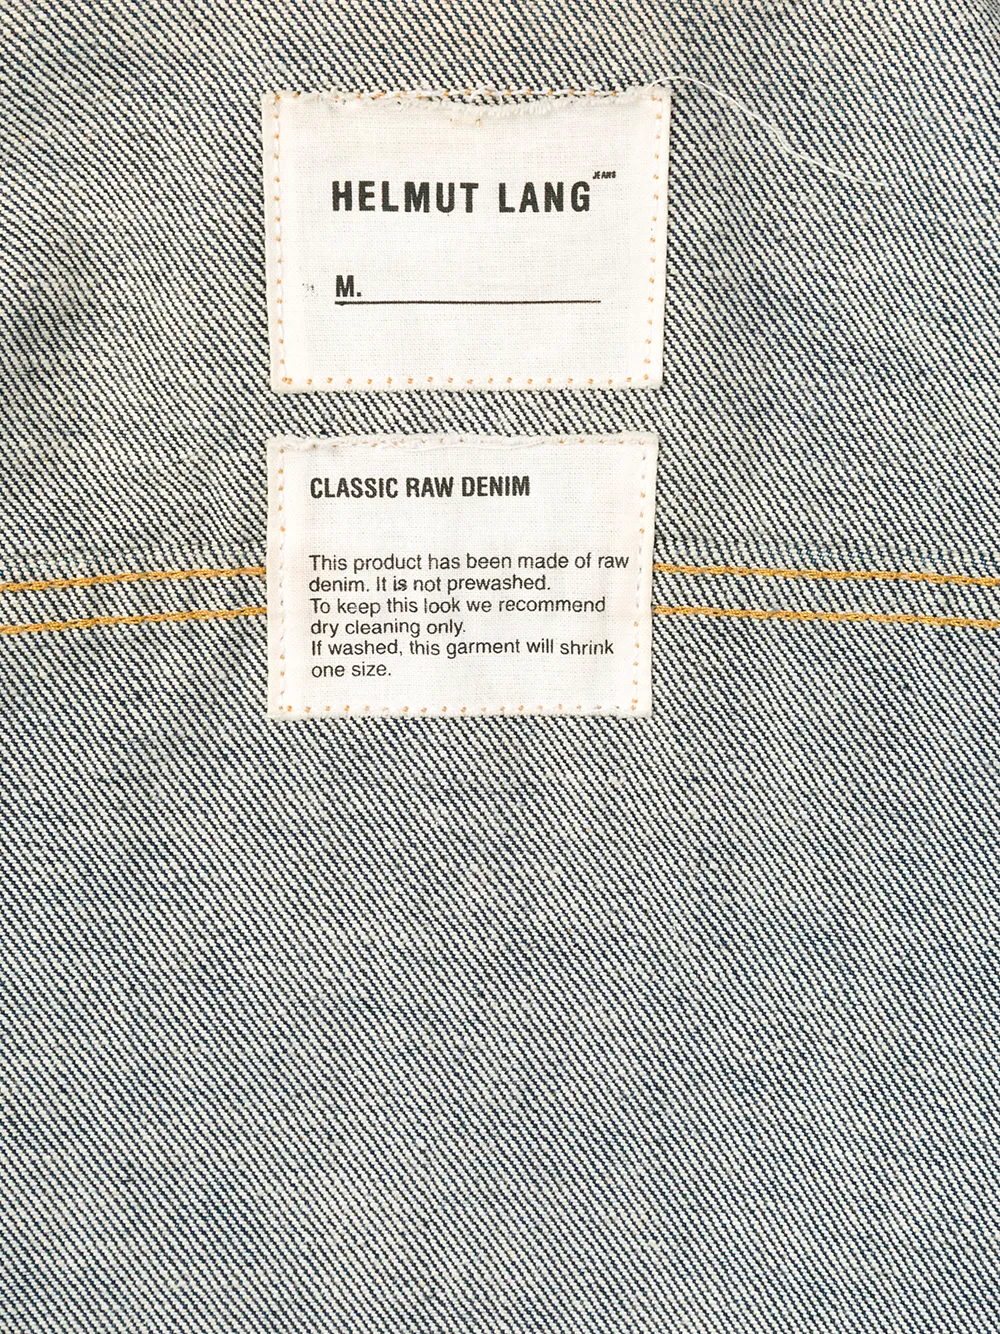 HELMUT LANG JEANS
M.
CLASSIC RAW DENIM
This product has been made of raw
denim. It is not prewashed.
To keep this look we recommend
dry cleaning only.
If washed, this garment will shrink
one size.